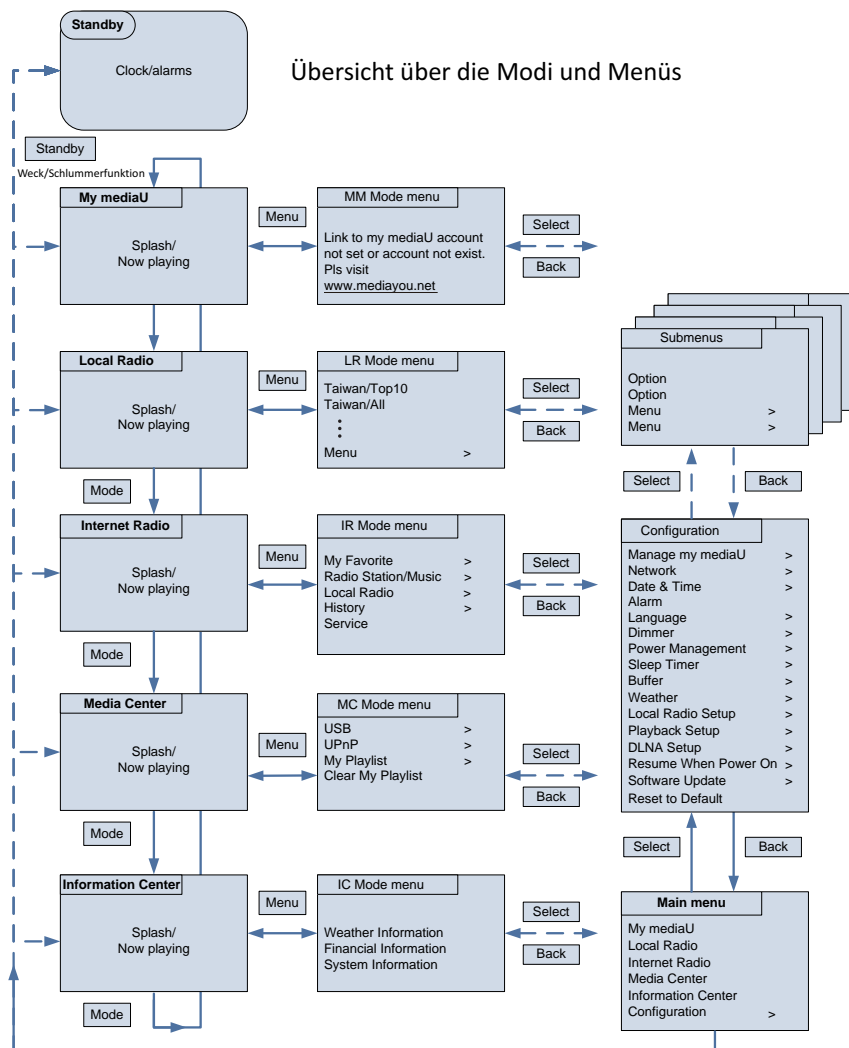 Standby
Clock/alarms
Übersicht über die Modi und Menüs
Standby
Weck/Schlummerfunktion
My mediaU
Splash/
Now playing
Menu
MM Mode menu
Link to my mediaU account
not set or account not exist.
Pls visit
www.mediayou.net
Select
Back
Local Radio
Splash/
Now playing
Mode
Menu
LR Mode menu
Taiwan/Top10
Taiwan/All
Menu >
Select
Back
Submenus
Option
Option
Menu >
Menu >
Select
Back
Internet Radio
Splash/
Now playing
Mode
Menu
IR Mode menu
My Favorite >
Radio Station/Music >
Local Radio >
History >
Service
Select
Back
Configuration
Manage my mediaU >
Network >
Date & Time >
Alarm
Language >
Dimmer >
Power Management >
Sleep Timer >
Buffer >
Weather >
Local Radio Setup >
Playback Setup >
DLNA Setup >
Resume When Power On >
Software Update >
Reset to Default
Select
Back
Media Center
Splash/
Now playing
Mode
Menu
MC Mode menu
USB >
UPnP >
My Playlist >
Clear My Playlist
Select
Back
Information Center
Splash/
Now playing
Mode
Menu
IC Mode menu
Weather Information
Financial Information
System Information
Select
Back
Main menu
My mediaU
Local Radio
Internet Radio
Media Center
Information Center
Configuration >